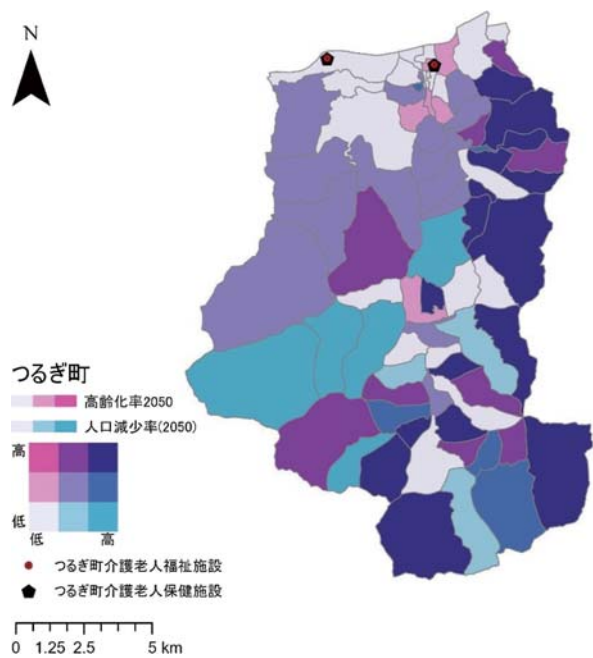 N
つるぎ町
高齢化率2050
人口減少率(2050)
高
低
低 高
つるぎ町介護老人福祉施設
つるぎ町介護老人保健施設
0 1.25 2.5 5 km